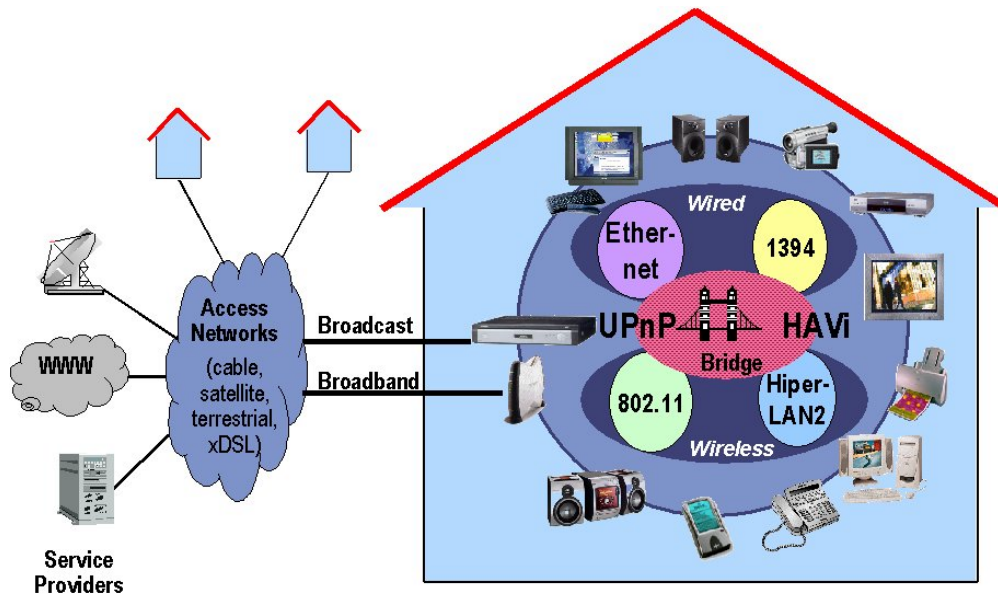 Wired
Ether-
net
1394
Access
Networks
(cable,
satellite,
terrestrial,
xDSL)
Broadcast
Broadband
WWW
UPnP
HAVi
Bridge
802.11
Hiper-
LAN2
Wireless
Service
Providers